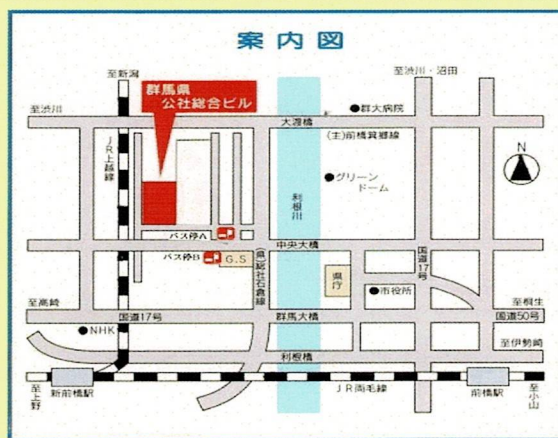 案内図
至新潟
至渋川・沼田
群馬県
公社総合ビル
至渋川
群大病院
大渡橋
(主)前橋箕郷線
JR上越線
N
グリーン
ドーム
利根川
バス停A
バス停B
G.S
中央大橋
(県)総社石倉線
県庁
国道17号
市役所
至高崎
至桐生
国道17号
群馬大橋
国道50号
NHK
利根橋
至伊勢崎
至上野
新前橋駅
JR両毛線
前橋駅
至小山